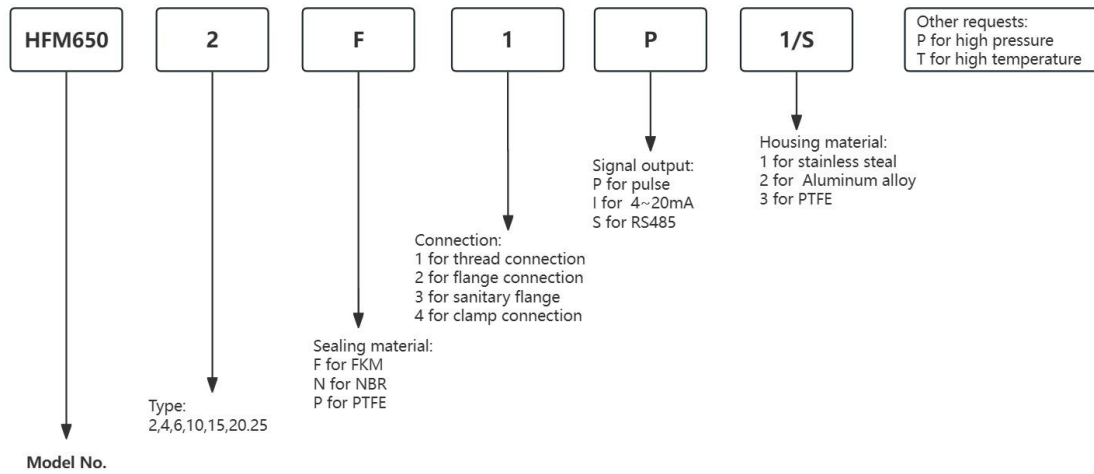 HFM650
2
F
1
P
1/S
Other requests:
P for high pressure
T for high temperature
Housing material:
1 for stainless steal
2 for  Aluminum alloy
3 for PTFE
Signal output:
P for pulse
I for  4~20mA
S for RS485
Connection:
1 for thread connection
2 for flange connection
3 for sanitary flange
4 for clamp connection
Sealing material:
F for FKM
N for NBR
P for PTFE
Type:
2,4,6,10,15,20.25
Model No.